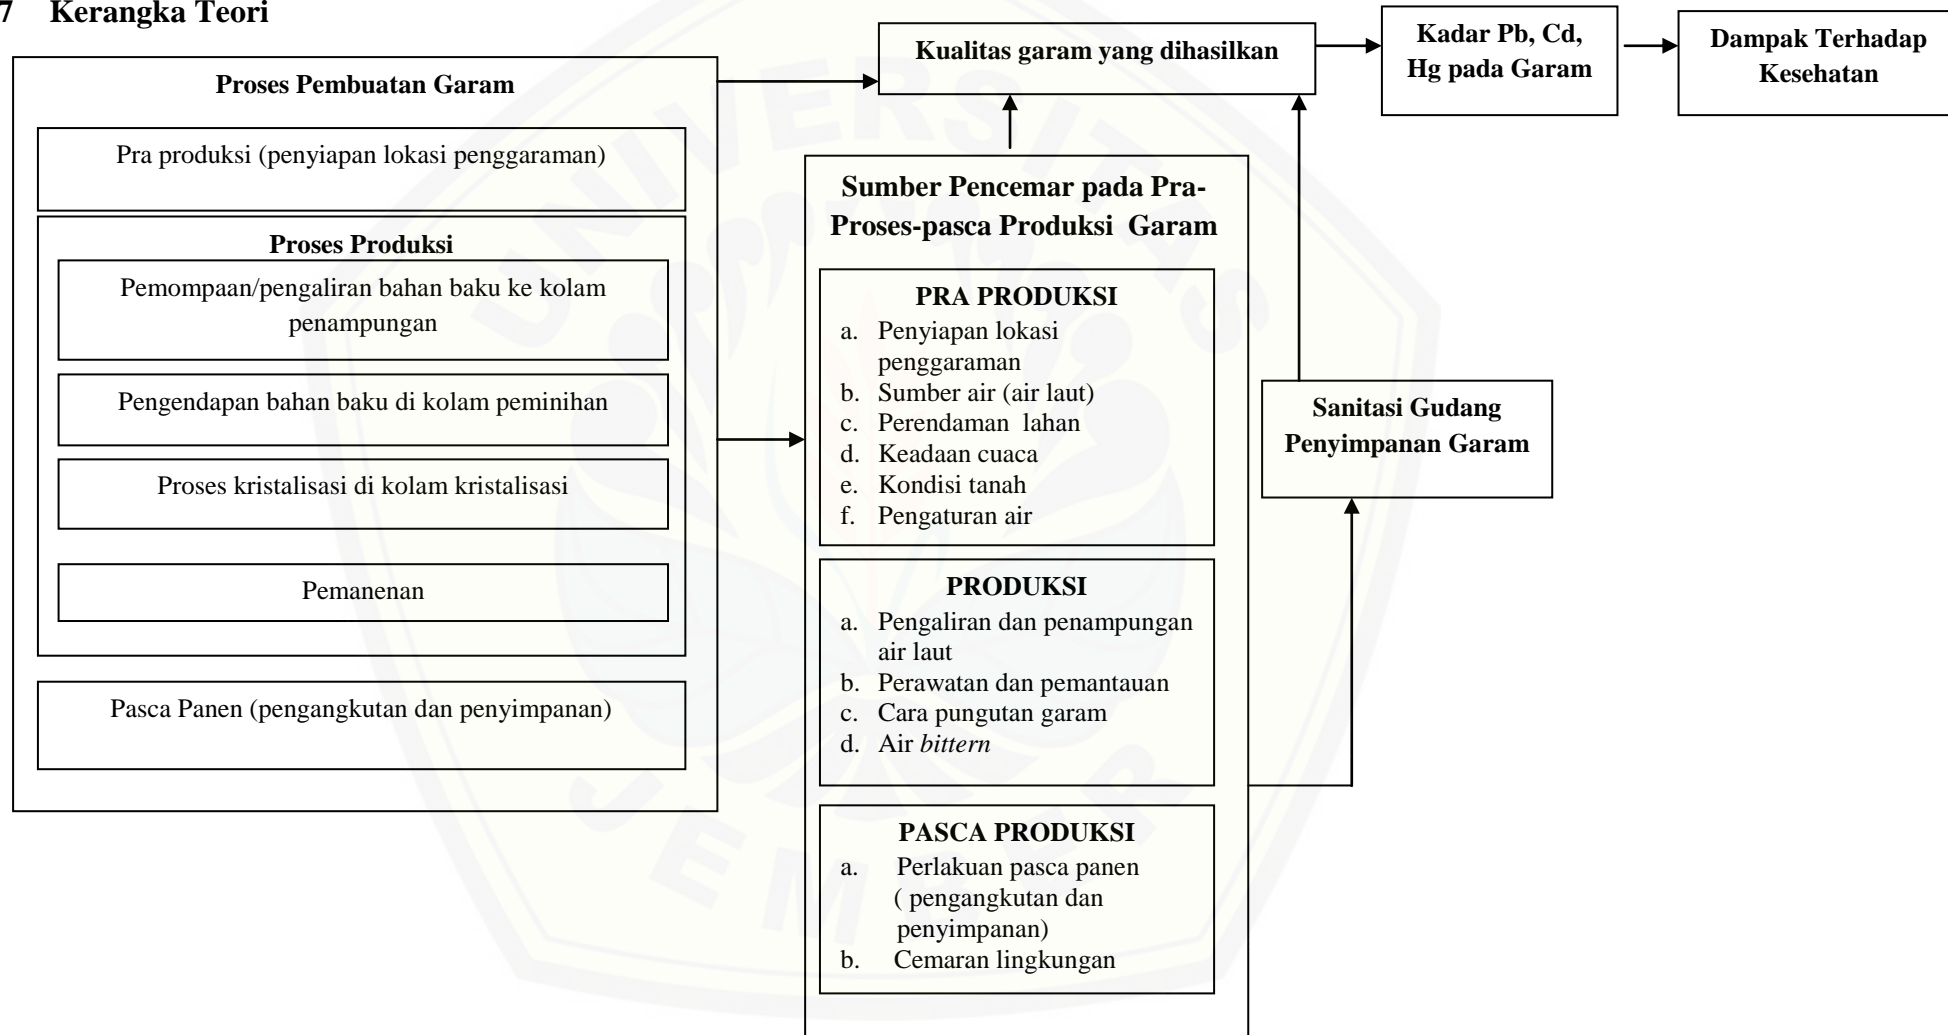 7 Kerangka Teori
Proses Pembuatan Garam
Pra produksi (penyiapan lokasi penggaraman)
Proses Produksi
Pemompaan/pengaliran bahan baku ke kolam
penampungan
Pengendapan bahan baku di kolam peminihan
Proses kristalisasi di kolam kristalisasi
Pemanenan
Pasca Panen (pengangkutan dan penyimpanan)
Kualitas garam yang dihasilkan
Kadar Pb, Cd,
Hg pada Garam
Dampak Terhadap
Kesehatan
Sumber Pencemar pada Pra-
Proses-pasca Produksi Garam
PRA PRODUKSI
a. Penyiapan lokasi
penggaraman
b. Sumber air (air laut)
c. Perendaman lahan
d. Keadaan cuaca
e. Kondisi tanah
f. Pengaturan air
PRODUKSI
a. Pengaliran dan penampungan
air laut
b. Perawatan dan pemantauan
c. Cara pungutan garam
d. Air bittern
PASCA PRODUKSI
a. Perlakuan pasca panen
( pengangkutan dan
penyimpanan)
b. Cemaran lingkungan
Sanitasi Gudang
Penyimpanan Garam
UNIVERSITAS
JEMBER